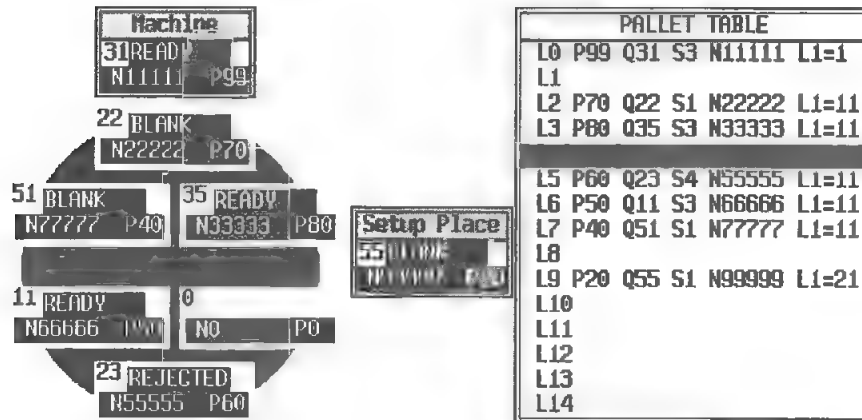 Machine
31 READY
N11111 P99
22 BLANK
N22222 P70
51 BLANK
N77777 P40
35 READY
N33333 P80
11 READY
N66666
0
NO __ P0
23 REJECTED
N55555 P60
Setup Place
55
PALLET TABLE
L0 P99 Q31 S3 N11111 L1=1
L1
L2 P70 Q22 S1 N22222 L1=11
L3 P80 Q35 S3 N33333 L1=11
L5 P60 Q23 S4 N55555 L1=11
L6 P50 Q11 S3 N66666 L1=11
L7 P40 Q51 S1 N77777 L1=11
L8
L9 P20 Q55 S1 N99999 L1=21
L10
L11
L12
L13
L14